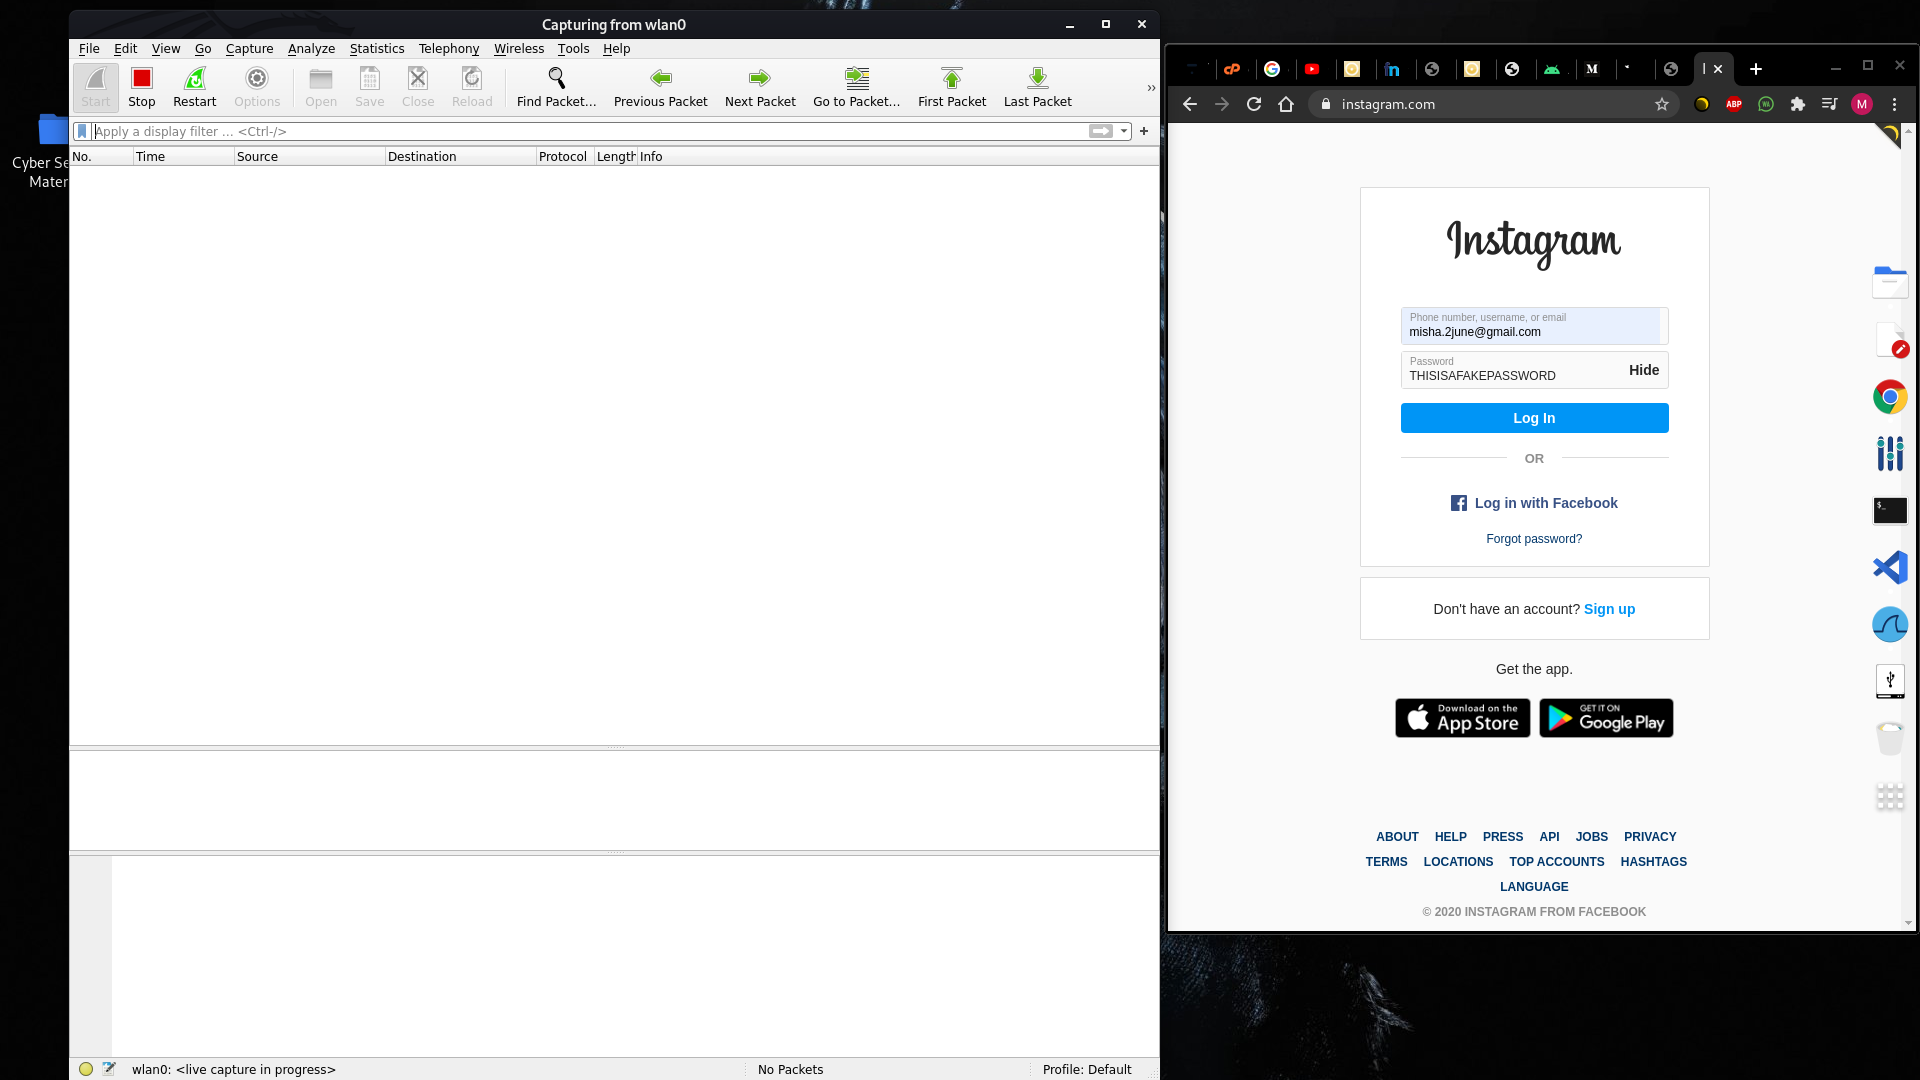 Cyber Se
Mater
Capturing from wlan0
File Edit View Go Capture Analyze Statistics Telephony Wireless Tools Help
Start Stop Restart Options Open Save Close Reload Find Packet... Previous Packet Next Packet Go to Packet... First Packet Last Packet
Apply a display filter ... <Ctrl-/>
No. Time Source Destination Protocol Length Info
wlan0: <live capture in progress> No Packets Profile: Default
instagram.com
ABP
M
Instagram
Phone number, username, or email
misha.2june@gmail.com
Password
THISISAFAKEPASSWORD Hide
Log In
OR
Log in with Facebook
Forgot password?
Don't have an account? Sign up
Get the app.
Download on the
App Store
GET IT ON
Google Play
ABOUT HELP PRESS API JOBS PRIVACY
TERMS LOCATIONS TOP ACCOUNTS HASHTAGS
LANGUAGE
© 2020 INSTAGRAM FROM FACEBOOK